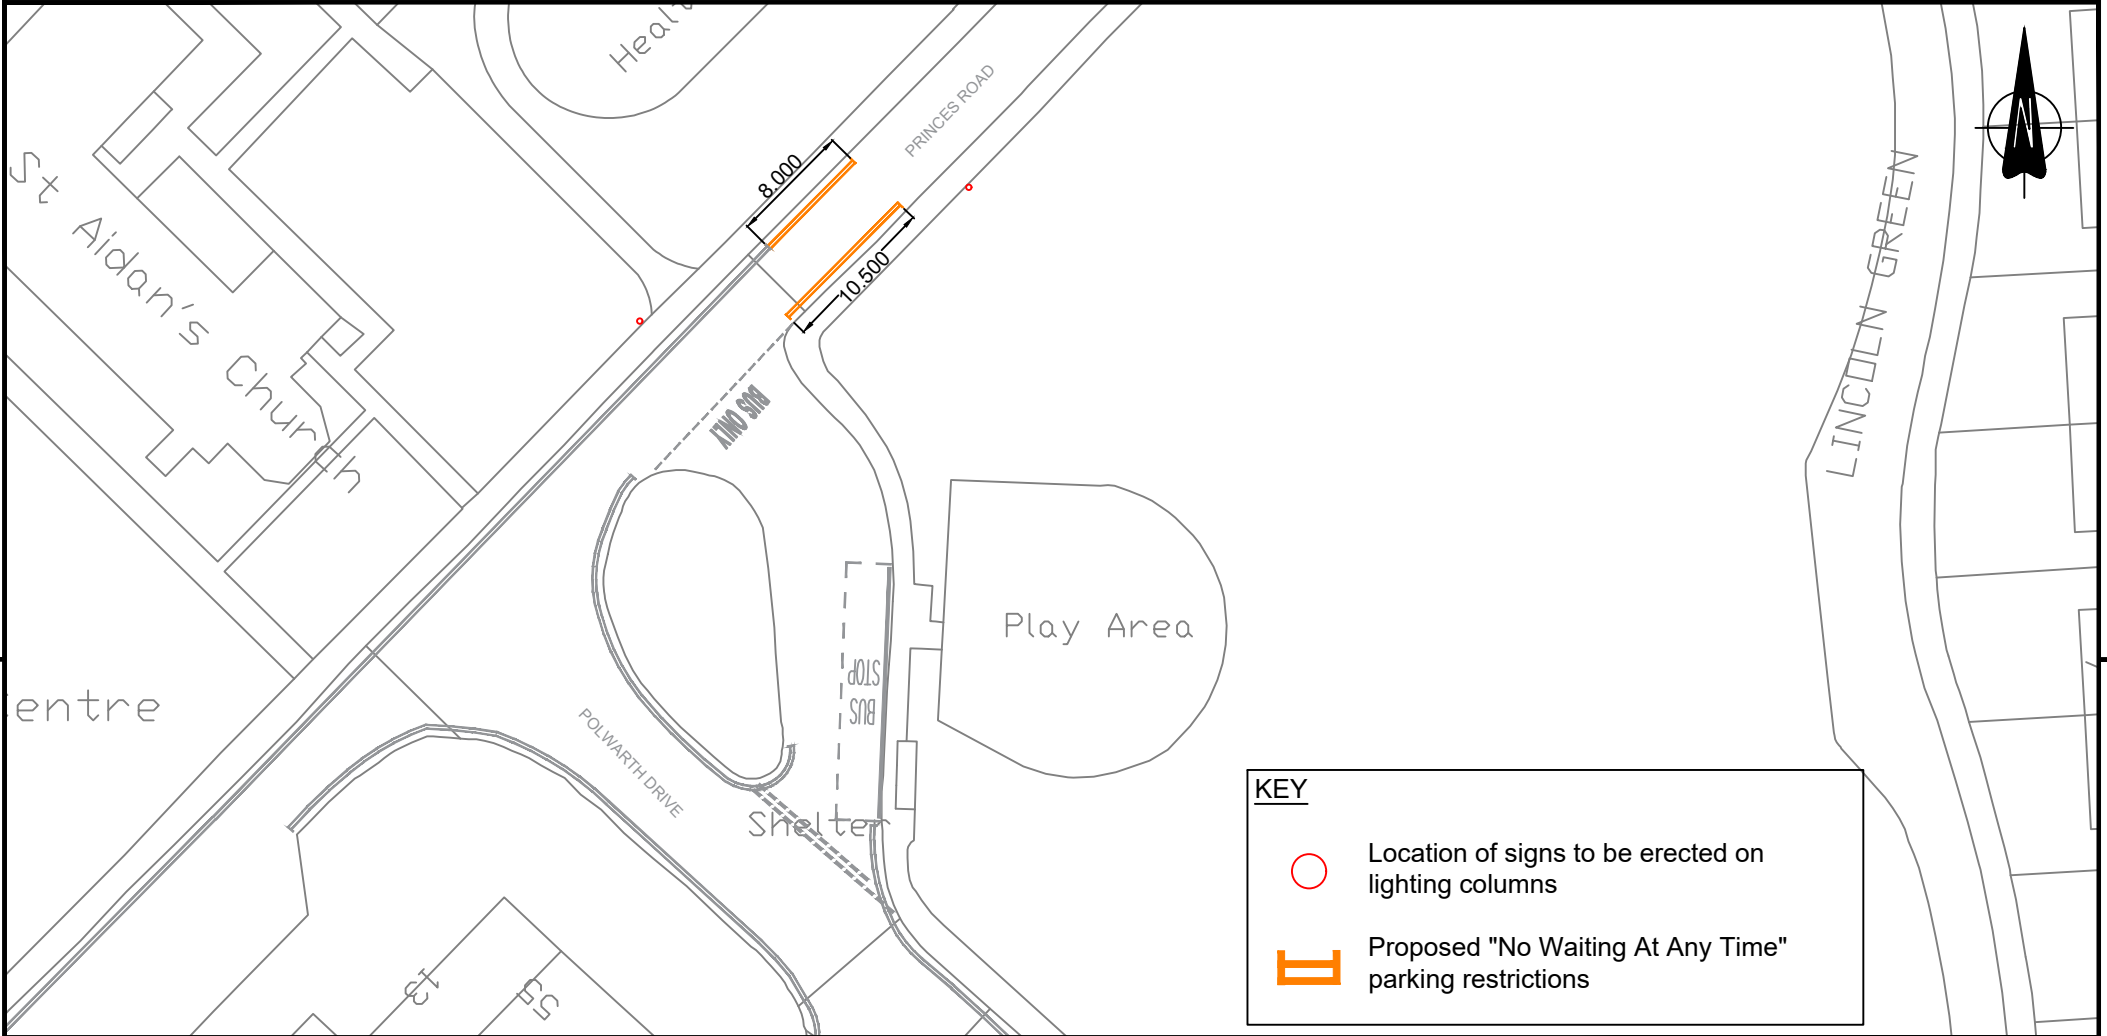 Heal
PRINCES ROAD
8.000
10.500
St Aidan's Church
LINCOLN GREEN
N
BUS ONLY
Play Area
BUS
STOP
entre
POLWARTH DRIVE
Shelter
13
55
KEY
Location of signs to be erected on
lighting columns
Proposed "No Waiting At Any Time"
parking restrictions